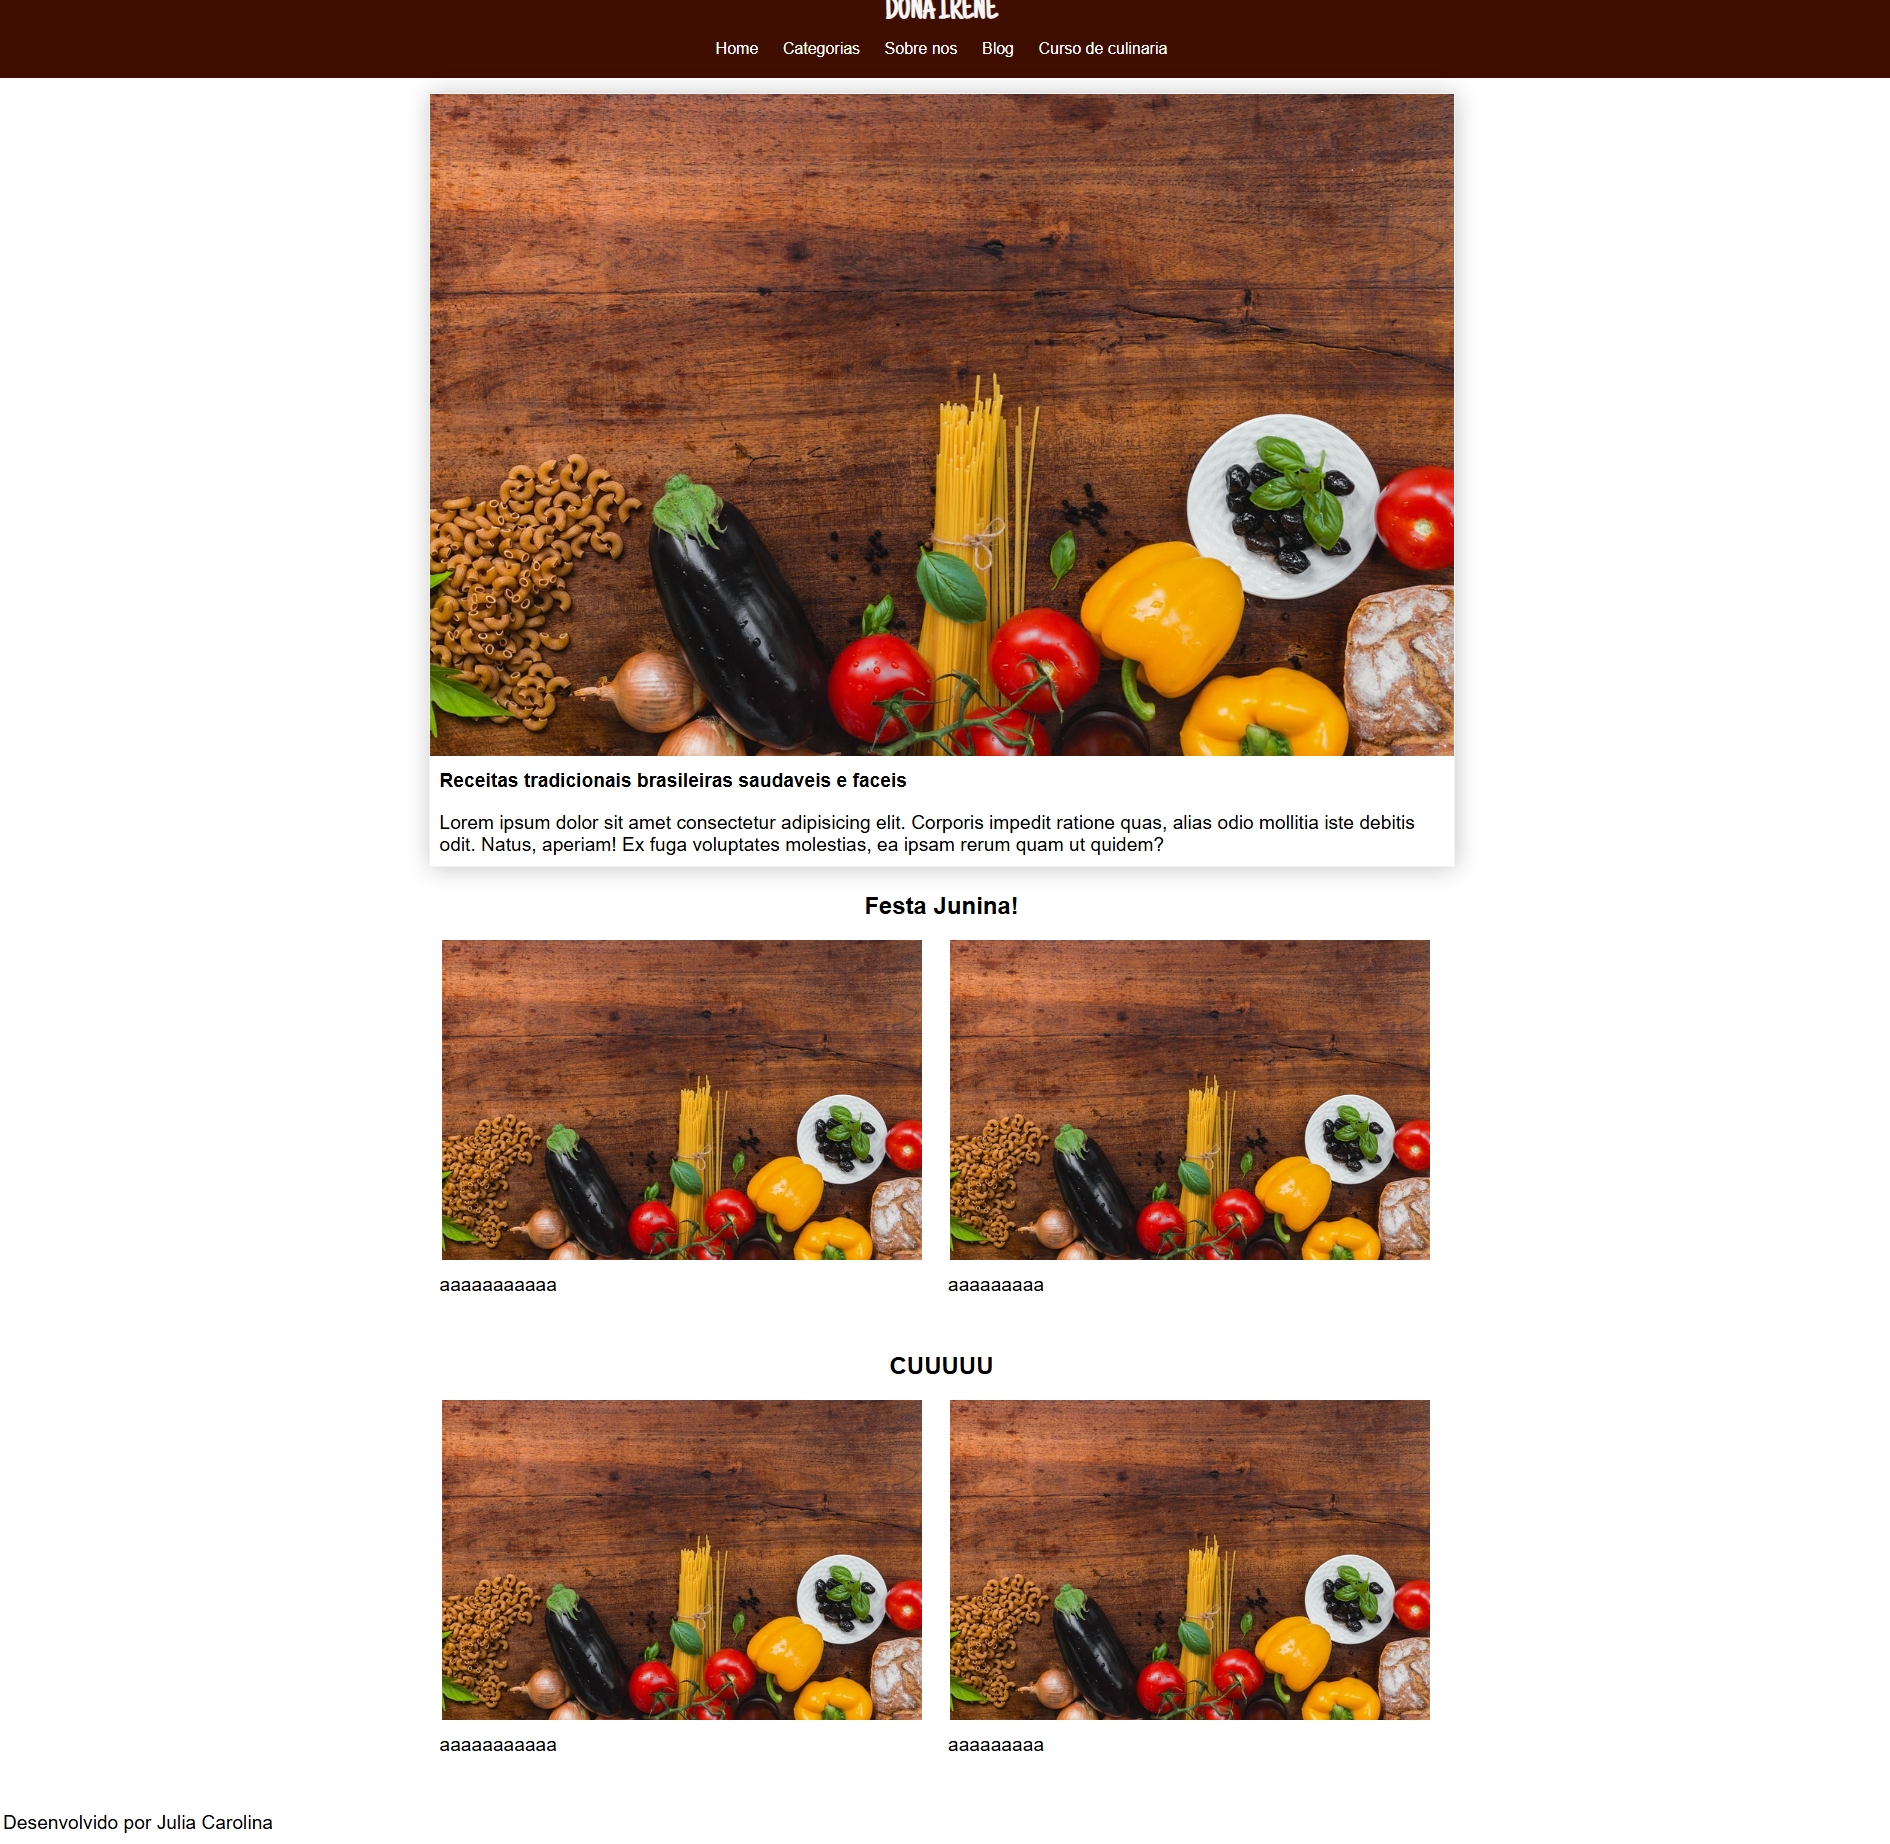 DONA IRENE
Home Categorias Sobre nos Blog Curso de culinaria
Receitas tradicionais brasileiras saudaveis e faceis
Lorem ipsum dolor sit amet consectetur adipisicing elit. Corporis impedit ratione quas, alias odio mollitia iste debitis
odit. Natus, aperiam! Ex fuga voluptates molestias, ea ipsam rerum quam ut quidem?
Festa Junina!
aaaaaaaaaaa aaaaaaaaa
CUUUUU
aaaaaaaaaaa aaaaaaaaa
Desenvolvido por Julia Carolina